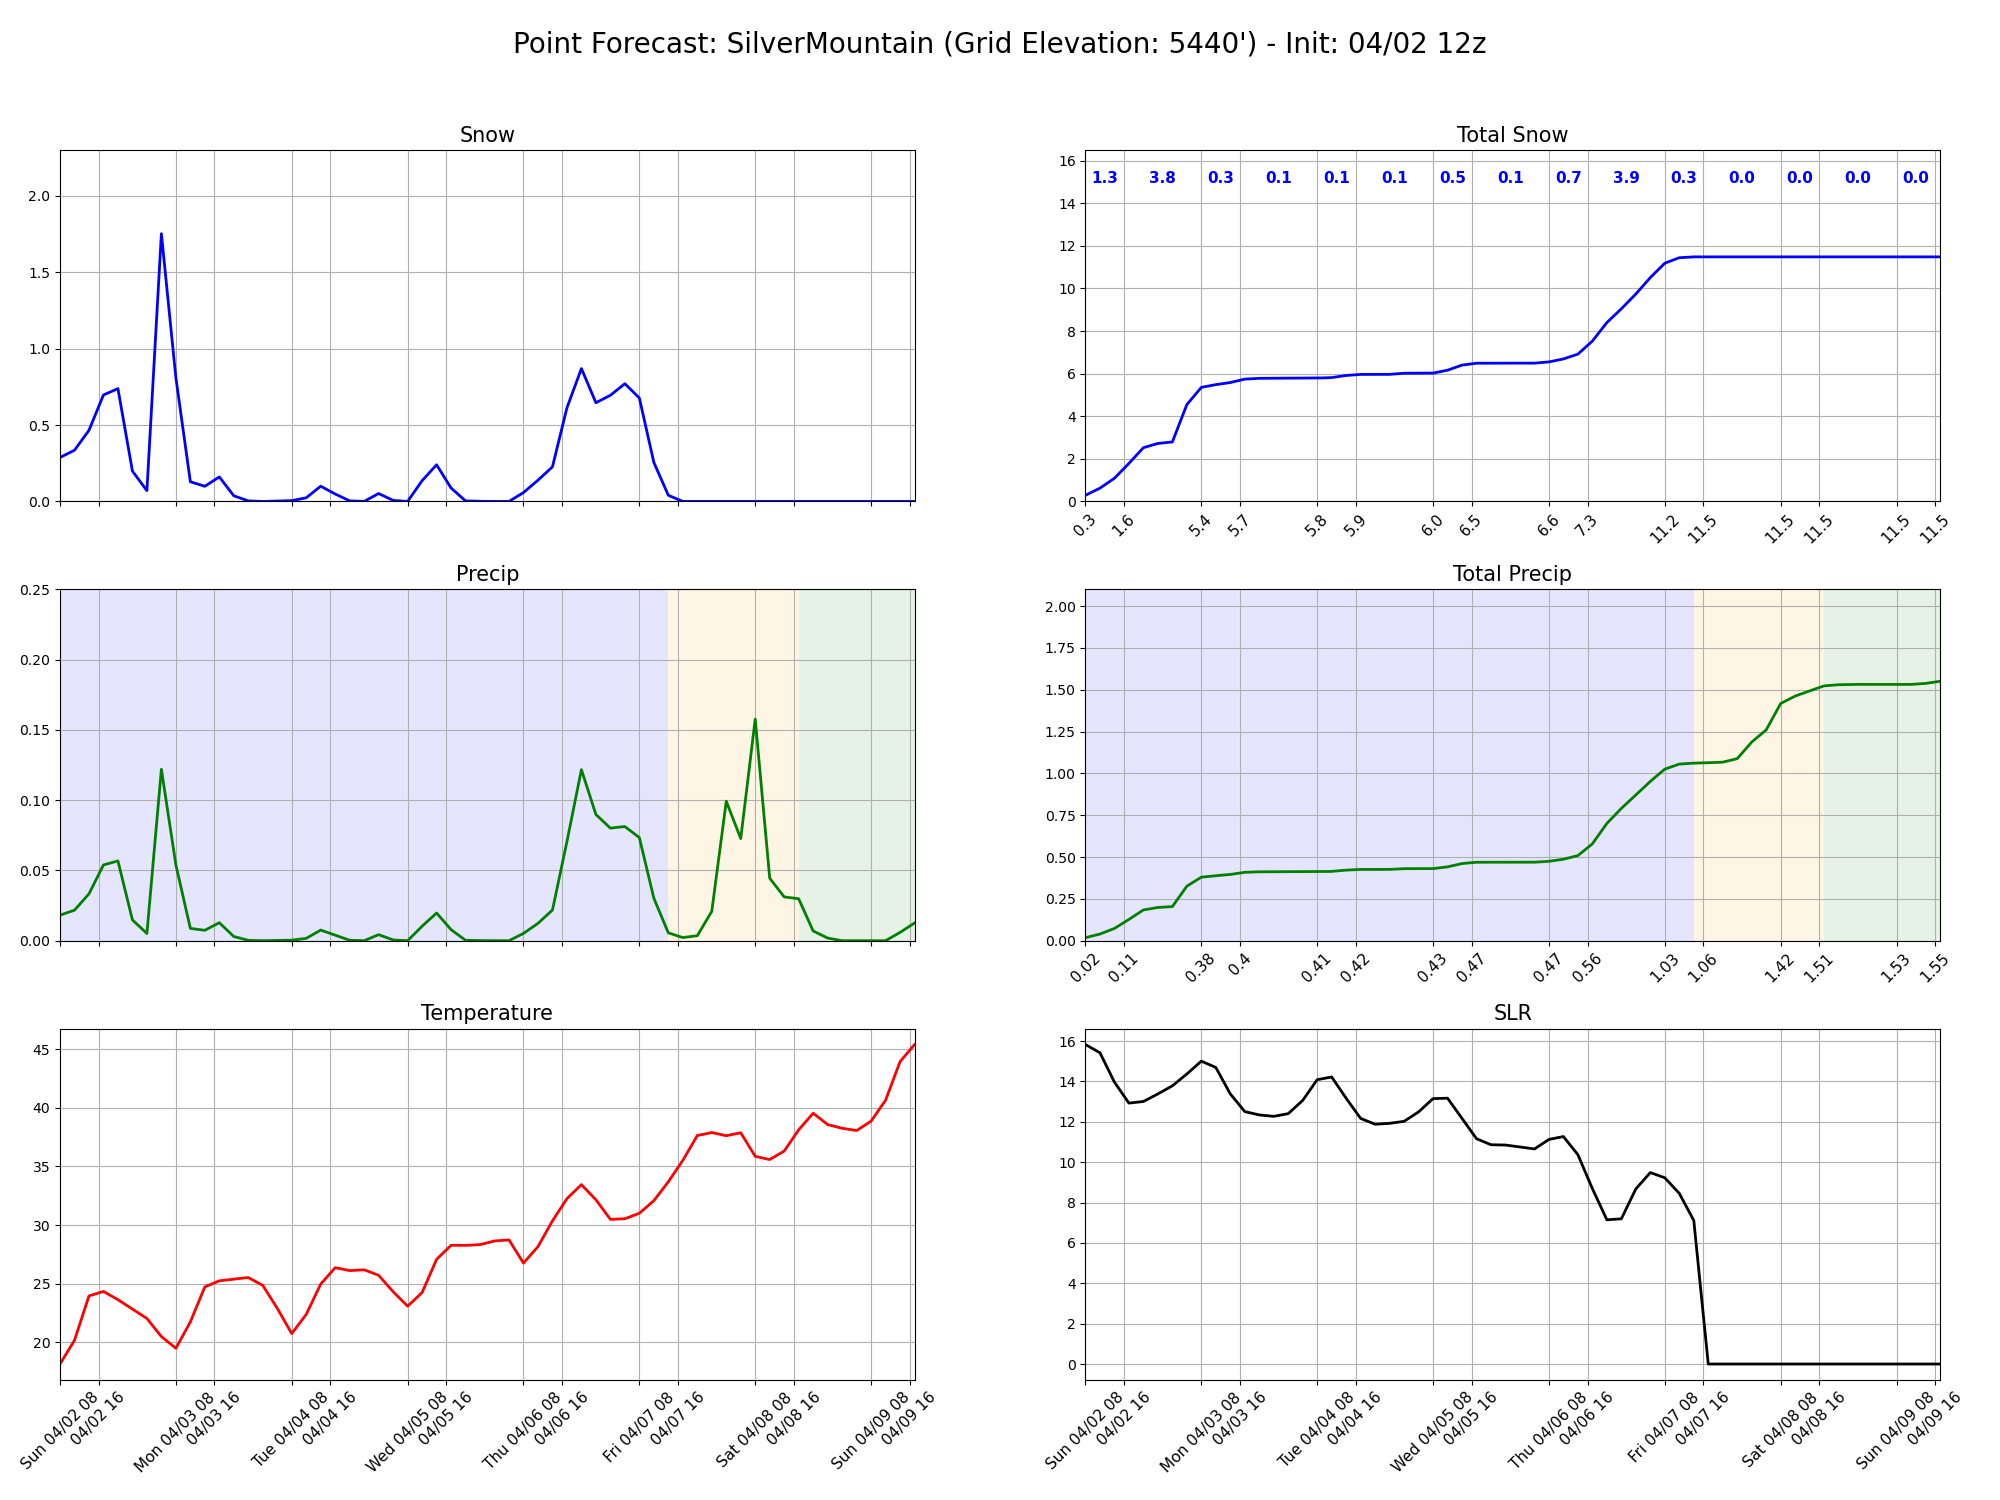 Point Forecast: SilverMountain (Grid Elevation: 5440') - Init: 04/02 12z
Snow
2.0
1.5
1.0
0.5
0.0
Total Snow
16
14
12
10
8
6
4
2
0
1.3 3.8 0.3 0.1 0.1 0.1 0.5 0.1 0.7 3.9 0.3 0.0 0.0 0.0 0.0
0.3 1.6 5.4 5.7 5.8 5.9 6.0 6.5 6.6 7.3 11.2 11.5 11.5 11.5 11.5 11.5
Precip
0.25
0.20
0.15
0.10
0.05
0.00
Total Precip
2.00
1.75
1.50
1.25
1.00
0.75
0.50
0.25
0.00
0.02 0.11 0.38 0.4 0.41 0.42 0.43 0.47 0.47 0.56 1.03 1.06 1.42 1.51 1.53 1.55
Temperature
45
40
35
30
25
20
Sun 04/02 08
04/02 16
Mon 04/03 08
04/03 16
Tue 04/04 08
04/04 16
Wed 04/05 08
04/05 16
Thu 04/06 08
04/06 16
Fri 04/07 08
04/07 16
Sat 04/08 08
04/08 16
Sun 04/09 08
04/09 16
SLR
16
14
12
10
8
6
4
2
0
Sun 04/02 08
04/02 16
Mon 04/03 08
04/03 16
Tue 04/04 08
04/04 16
Wed 04/05 08
04/05 16
Thu 04/06 08
04/06 16
Fri 04/07 08
04/07 16
Sat 04/08 08
04/08 16
Sun 04/09 08
04/09 16